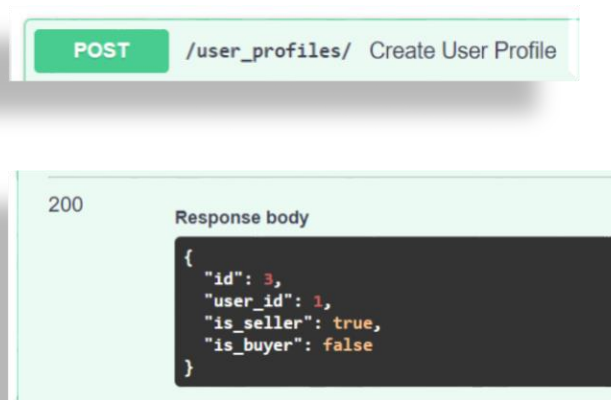 POST /user_profiles/ Create User Profile
200
Response body
{
  "id": 3,
  "user_id": 1,
  "is_seller": true,
  "is_buyer": false
}